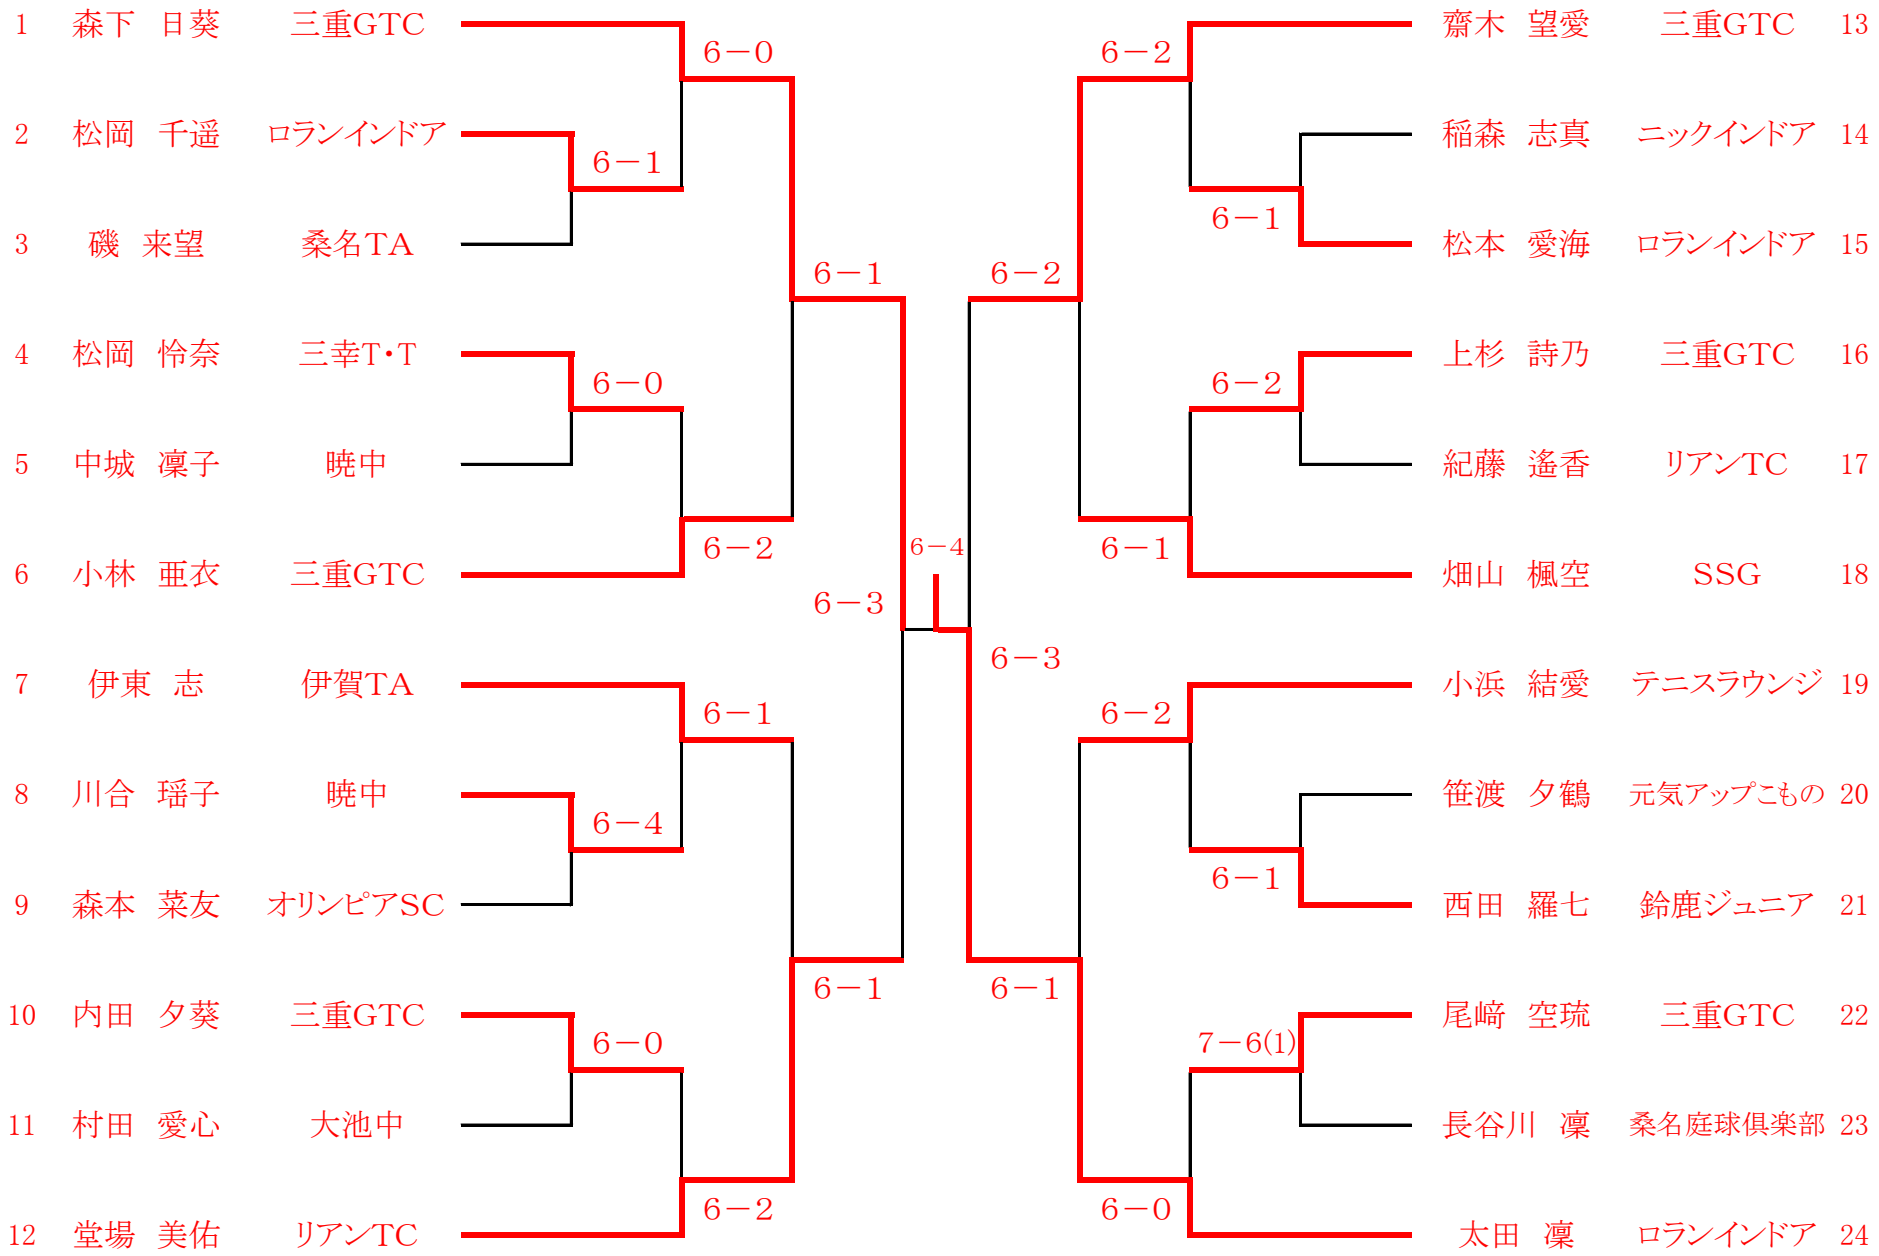 1 森下 日葵 三重GTC
6－0
2 松岡 千遥 ロランインドア
6－1
3 磯 来望 桑名TA
6－1
4 松岡 怜奈 三幸T・T
6－0
5 中城 凜子 暁中
6－2
6 小林 亜衣 三重GTC
6－3
7 伊東 志 伊賀TA
6－1
8 川合 瑶子 暁中
6－4
9 森本 菜友 オリンピアSC
6－1
10 内田 夕葵 三重GTC
6－0
11 村田 愛心 大池中
6－2
12 堂場 美佑 リアンTC
6－4
齋木 望愛 三重GTC 13
6－2
稲森 志真 ニックインドア 14
6－1
松本 愛海 ロランインドア 15
6－2
上杉 詩乃 三重GTC 16
6－2
紀藤 遙香 リアンTC 17
6－1
畑山 楓空 SSG 18
6－3
小浜 結愛 テニスラウンジ 19
6－2
笹渡 夕鶴 元気アップこもの 20
6－1
西田 羅七 鈴鹿ジュニア 21
6－1
尾﨑 空琉 三重GTC 22
7－6(1)
長谷川 凜 桑名庭球倶楽部 23
6－0
太田 凜 ロランインドア 24